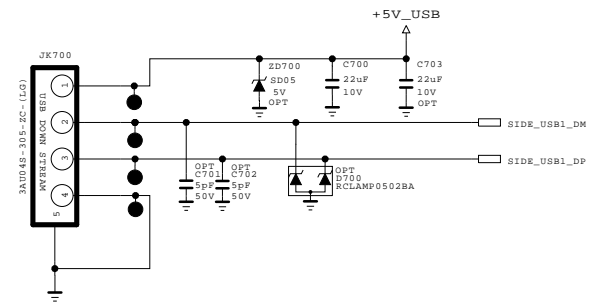 +5V_USB
JK700
3AU04S-305-ZC-(LG)
USB DOWN STREAM
1
2
3
4
5
ZD700
SD05
5V
OPT
C700
22uF
10V
C703
22uF
10V
OPT
SIDE_USB1_DM
SIDE_USB1_DP
OPT
C701
5pF
50V
OPT
C702
5pF
50V
OPT
D700
RCLAMP0502BA